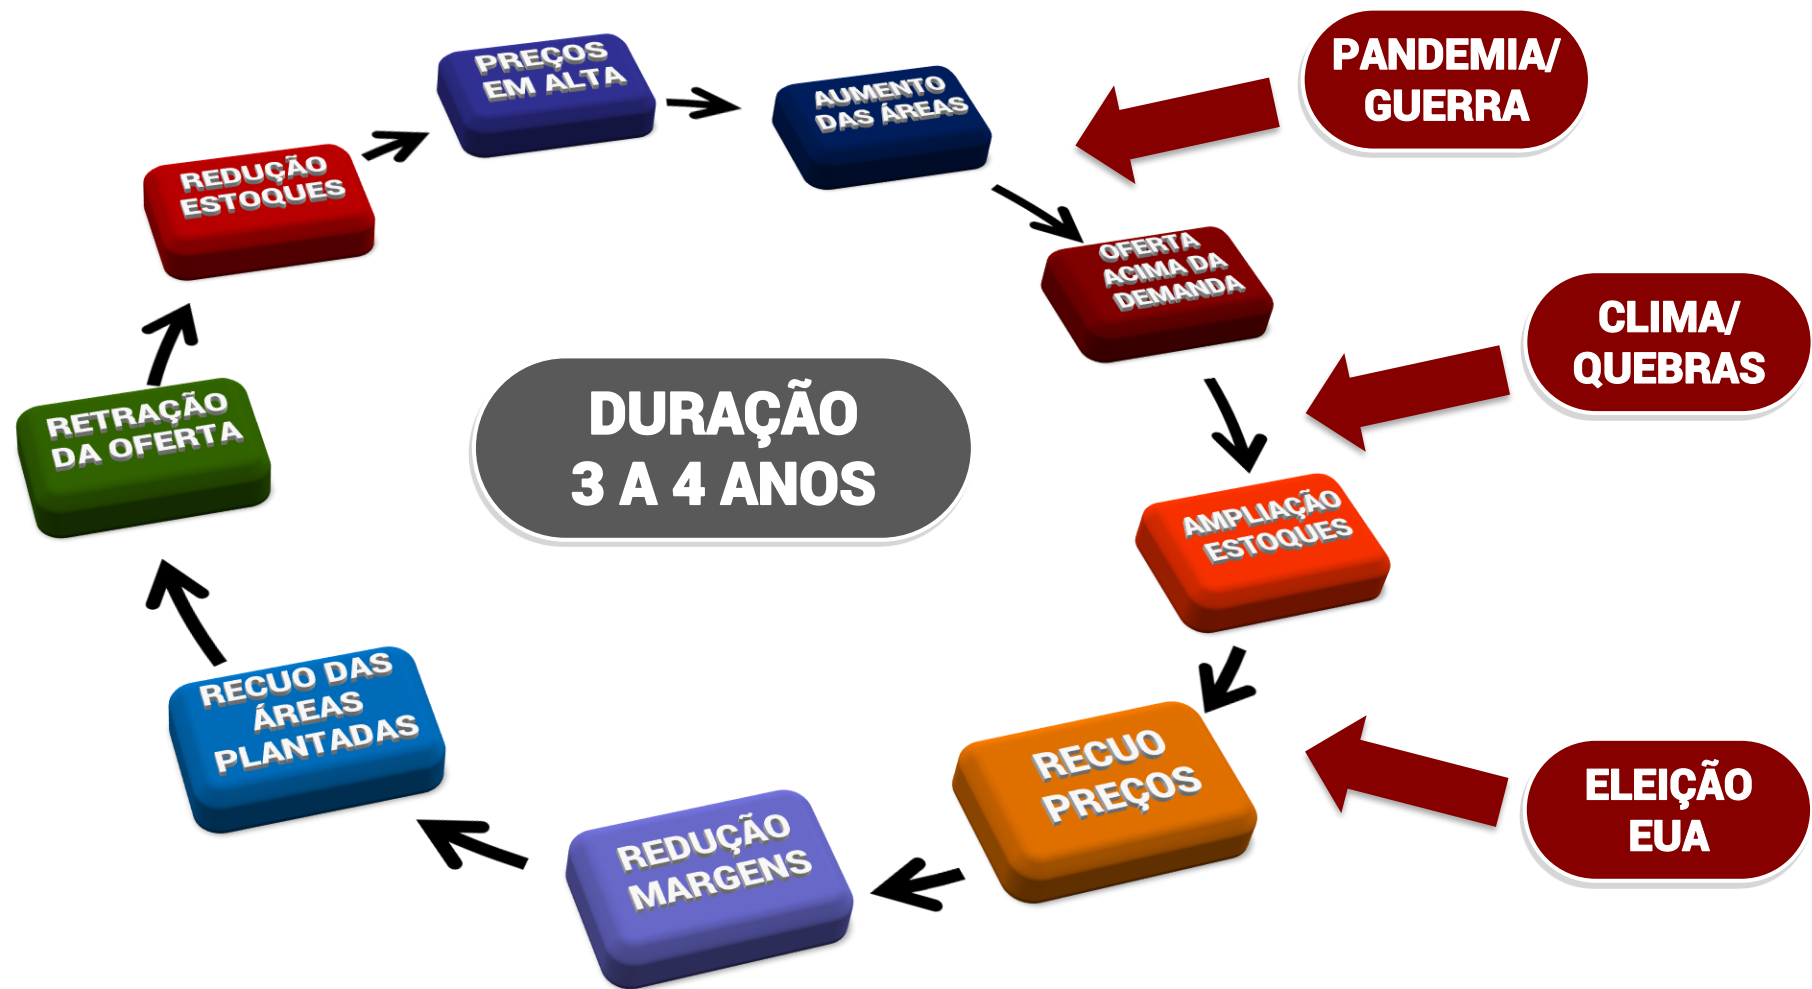 PREÇOS
EM ALTA
AUMENTO
DAS ÁREAS
PANDEMIA/
GUERRA
REDUÇÃO
ESTOQUES
OFERTA
ACIMA DA
DEMANDA
CLIMA/
QUEBRAS
DURAÇÃO
3 A 4 ANOS
RETRAÇÃO
DA OFERTA
AMPLIAÇÃO
ESTOQUES
RECUO DAS
ÁREAS
PLANTADAS
RECUO
PREÇOS
ELEIÇÃO
EUA
REDUÇÃO
MARGENS